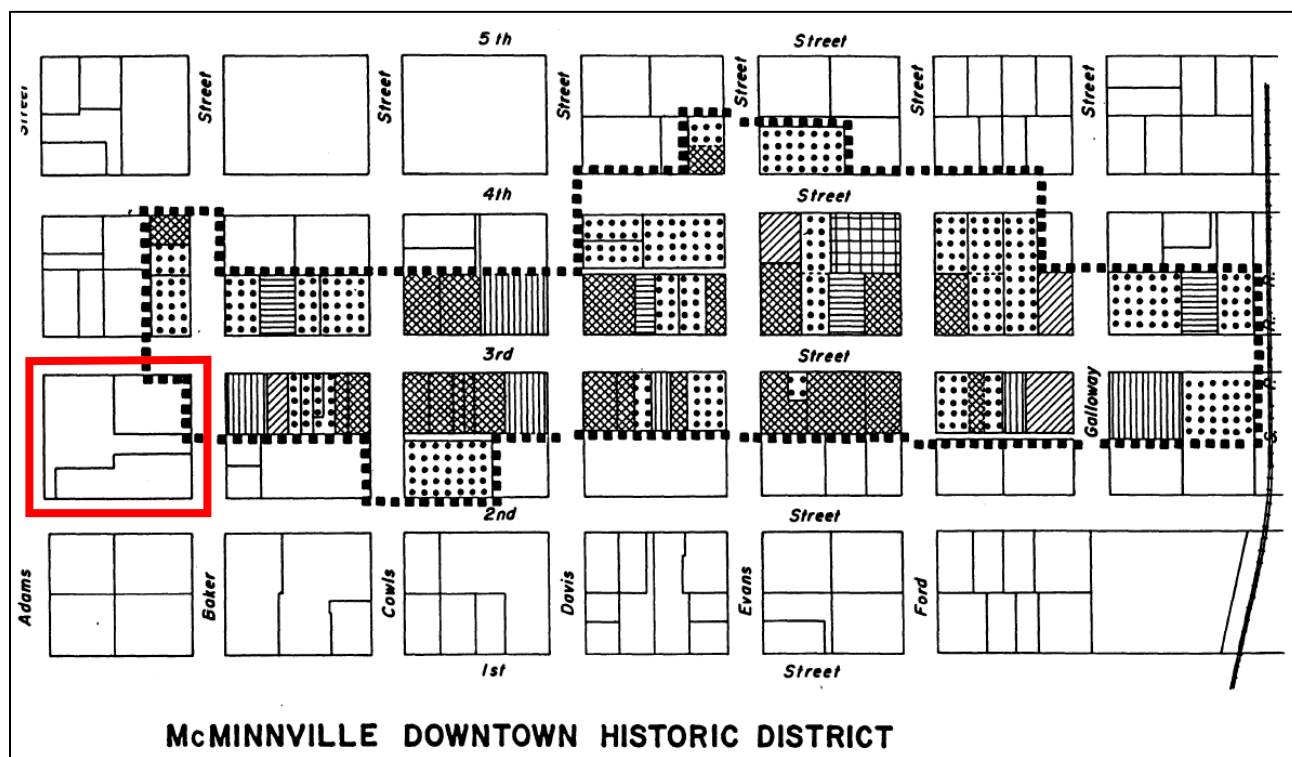 5th Street
Street
Street
Street
Street
Street
Street
Street
4th Street
3rd Street
Galloway
S. P. R. R.
2nd Street
Adams
Baker
Cowls
Davis
Evans
Ford
1st Street
McMINNVILLE DOWNTOWN HISTORIC DISTRICT